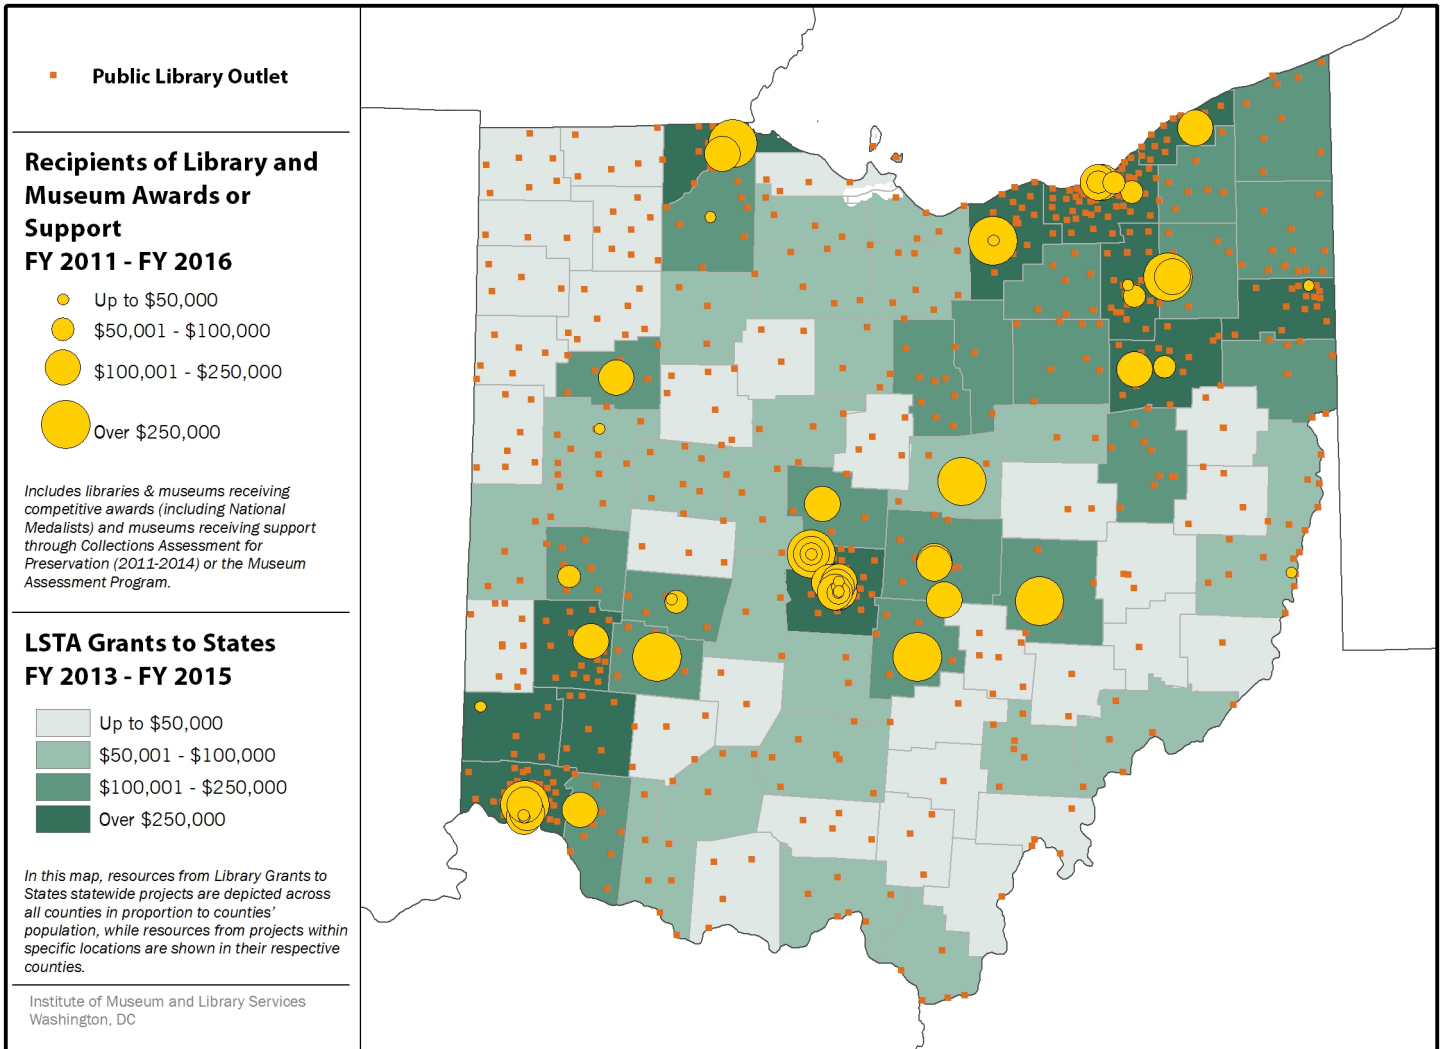 Public Library Outlet
Recipients of Library and
Museum Awards or
Support
FY 2011 - FY 2016
Up to $50,000
$50,001 - $100,000
$100,001 - $250,000
Over $250,000
Includes libraries & museums receiving
competitive awards (including National
Medalists) and museums receiving support
through Collections Assessment for
Preservation (2011-2014) or the Museum
Assessment Program.
LSTA Grants to States
FY 2013 - FY 2015
Up to $50,000
$50,001 - $100,000
$100,001 - $250,000
Over $250,000
In this map, resources from Library Grants to
States statewide projects are depicted across
all counties in proportion to counties'
population, while resources from projects within
specific locations are shown in their respective
counties.
Institute of Museum and Library Services
Washington, DC